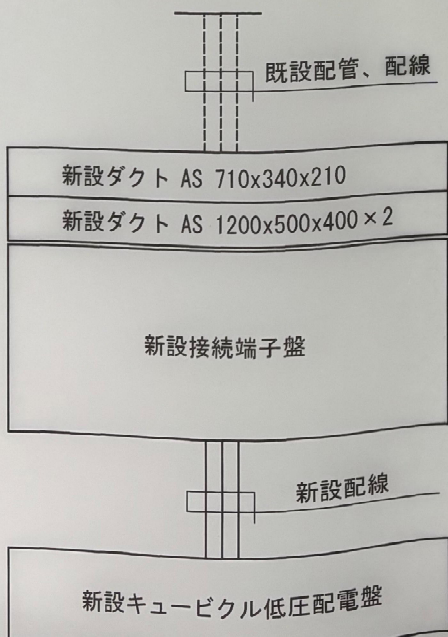 既設配管、配線
新設ダクト AS 710x340x210
新設ダクト AS 1200x500x400×2
新設接続端子盤
新設配線
新設キュービクル低圧配電盤